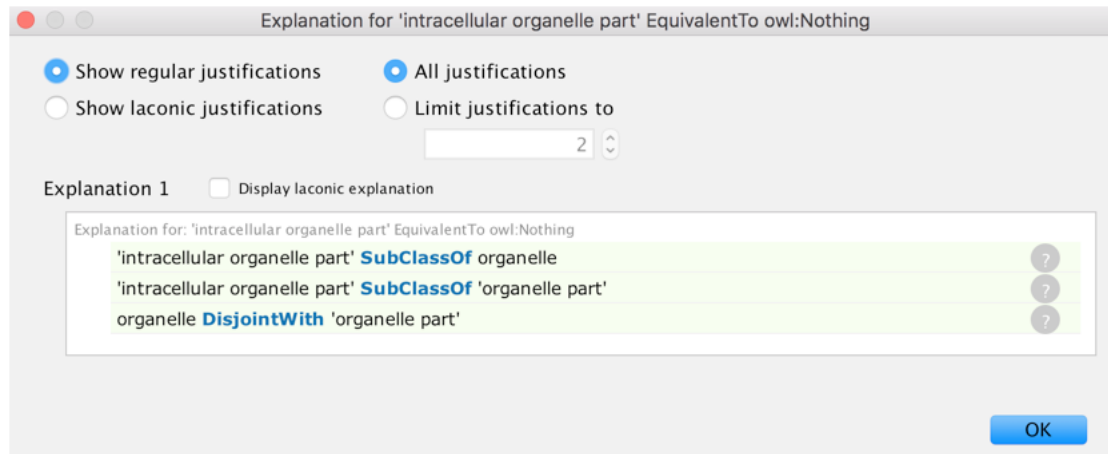 Explanation for 'intracellular organelle part' EquivalentTo owl:Nothing
Show regular justifications All justifications
Show laconic justifications Limit justifications to
2
Explanation 1 Display laconic explanation
Explanation for: 'intracellular organelle part' EquivalentTo owl:Nothing
'intracellular organelle part' SubClassOf organelle ?
'intracellular organelle part' SubClassOf 'organelle part' ?
organelle DisjointWith 'organelle part' ?
OK